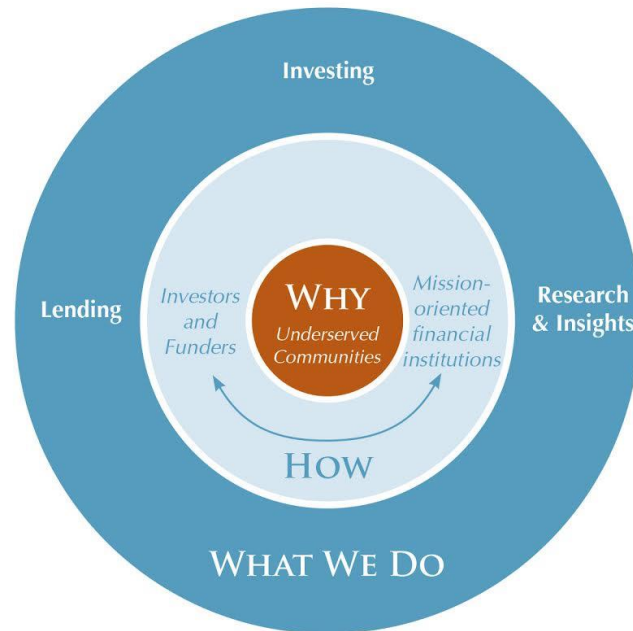 Investing
Lending
Research
& Insights
Investors
and
Funders
WHY
Underserved
Communities
Mission-
oriented
financial
institutions
HOW
WHAT WE DO